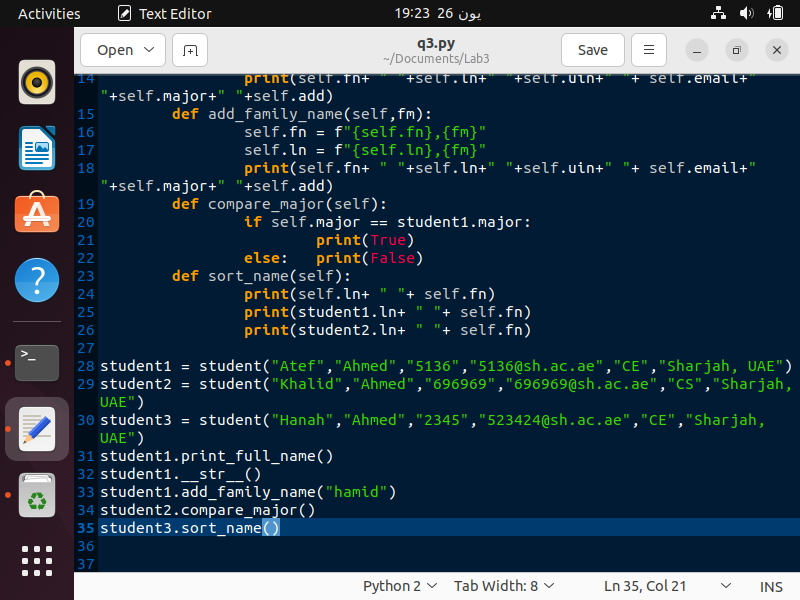 Activities
Text Editor
19:23 26 يون
Open
q3.py
~/Documents/Lab3
Save
14 print(self.fn+ " "+self.ln+" "+self.uin+" "+ self.email+"
"+self.major+" "+self.add)
15 def add_family_name(self,fm):
16 self.fn = f"{self.fn},{fm}"
17 self.ln = f"{self.ln},{fm}"
18 print(self.fn+ " "+self.ln+" "+self.uin+" "+ self.email+"
"+self.major+" "+self.add)
19 def compare_major(self):
20 if self.major == student1.major:
21 print(True)
22 else: print(False)
23 def sort_name(self):
24 print(self.ln+ " "+ self.fn)
25 print(student1.ln+ " "+ self.fn)
26 print(student2.ln+ " "+ self.fn)
27
28 student1 = student("Atef","Ahmed","5136","5136@sh.ac.ae","CE","Sharjah, UAE")
29 student2 = student("Khalid","Ahmed","696969","696969@sh.ac.ae","CS","Sharjah,
UAE")
30 student3 = student("Hanah","Ahmed","2345","523424@sh.ac.ae","CE","Sharjah,
UAE")
31 student1.print_full_name()
32 student1.__str__()
33 student1.add_family_name("hamid")
34 student2.compare_major()
35 student3.sort_name()
36
37
Python 2
Tab Width: 8
Ln 35, Col 21
INS